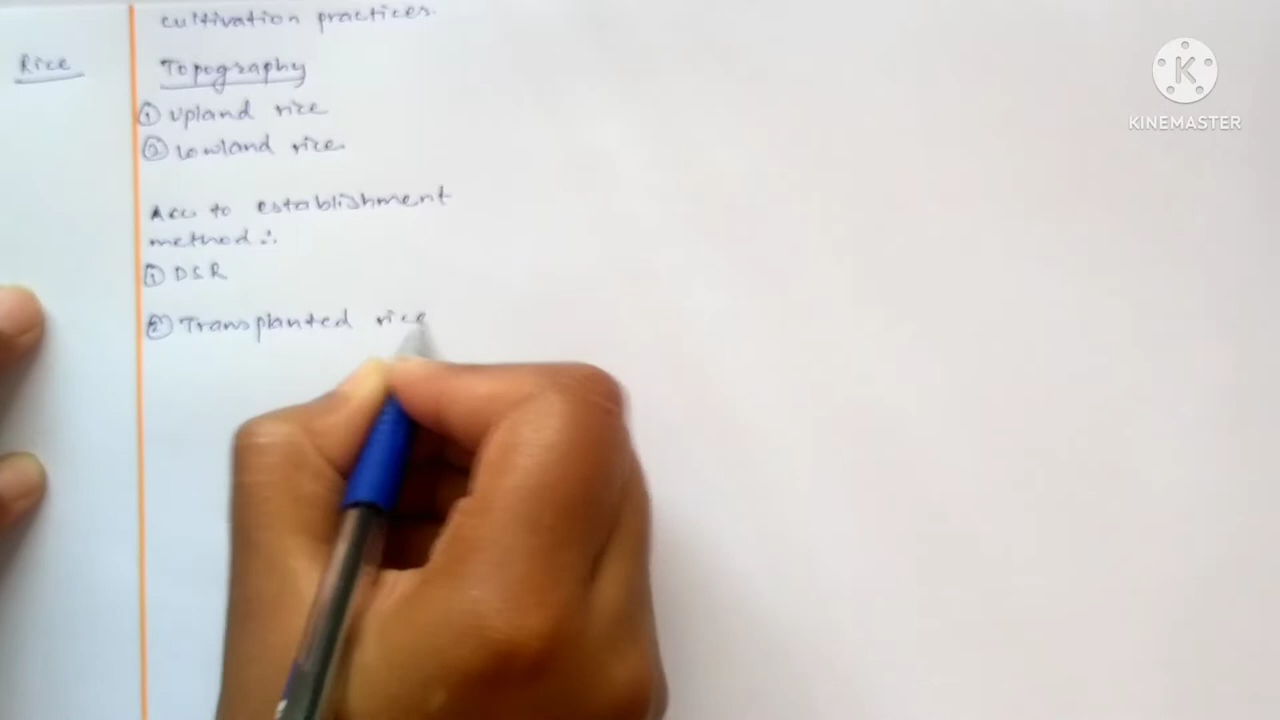 cultivation practices.
Rice
Topography
① Upland rice
② Lowland rice.
Acc. to establishment
method :
① DSR
② Transplanted rice
K
KINEMASTER